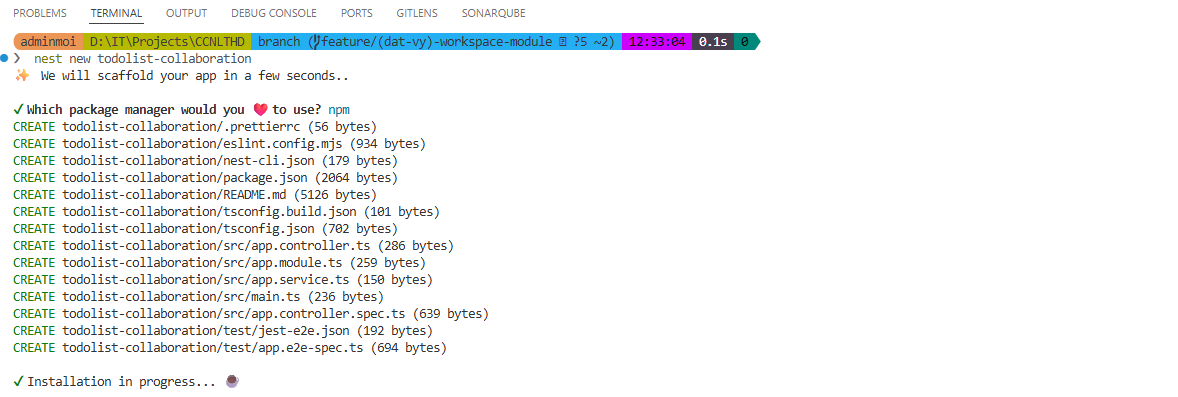 PROBLEMS TERMINAL OUTPUT DEBUG CONSOLE PORTS GITLENS SONARQUBE
adminmoi D:\IT\Projects\CCNLTHD branch (feature/(dat-vy)-workspace-module ?5 ~2) 12:33:04 0.1s 0
❯ nest new todolist-collaboration
✨ We will scaffold your app in a few seconds..
✓ Which package manager would you ❤️ to use? npm
CREATE todolist-collaboration/.prettierrc (56 bytes)
CREATE todolist-collaboration/eslint.config.mjs (934 bytes)
CREATE todolist-collaboration/nest-cli.json (179 bytes)
CREATE todolist-collaboration/package.json (2064 bytes)
CREATE todolist-collaboration/README.md (5126 bytes)
CREATE todolist-collaboration/tsconfig.build.json (101 bytes)
CREATE todolist-collaboration/tsconfig.json (702 bytes)
CREATE todolist-collaboration/src/app.controller.ts (286 bytes)
CREATE todolist-collaboration/src/app.module.ts (259 bytes)
CREATE todolist-collaboration/src/app.service.ts (150 bytes)
CREATE todolist-collaboration/src/main.ts (236 bytes)
CREATE todolist-collaboration/src/app.controller.spec.ts (639 bytes)
CREATE todolist-collaboration/test/jest-e2e.json (192 bytes)
CREATE todolist-collaboration/test/app.e2e-spec.ts (694 bytes)
✓ Installation in progress... ☕